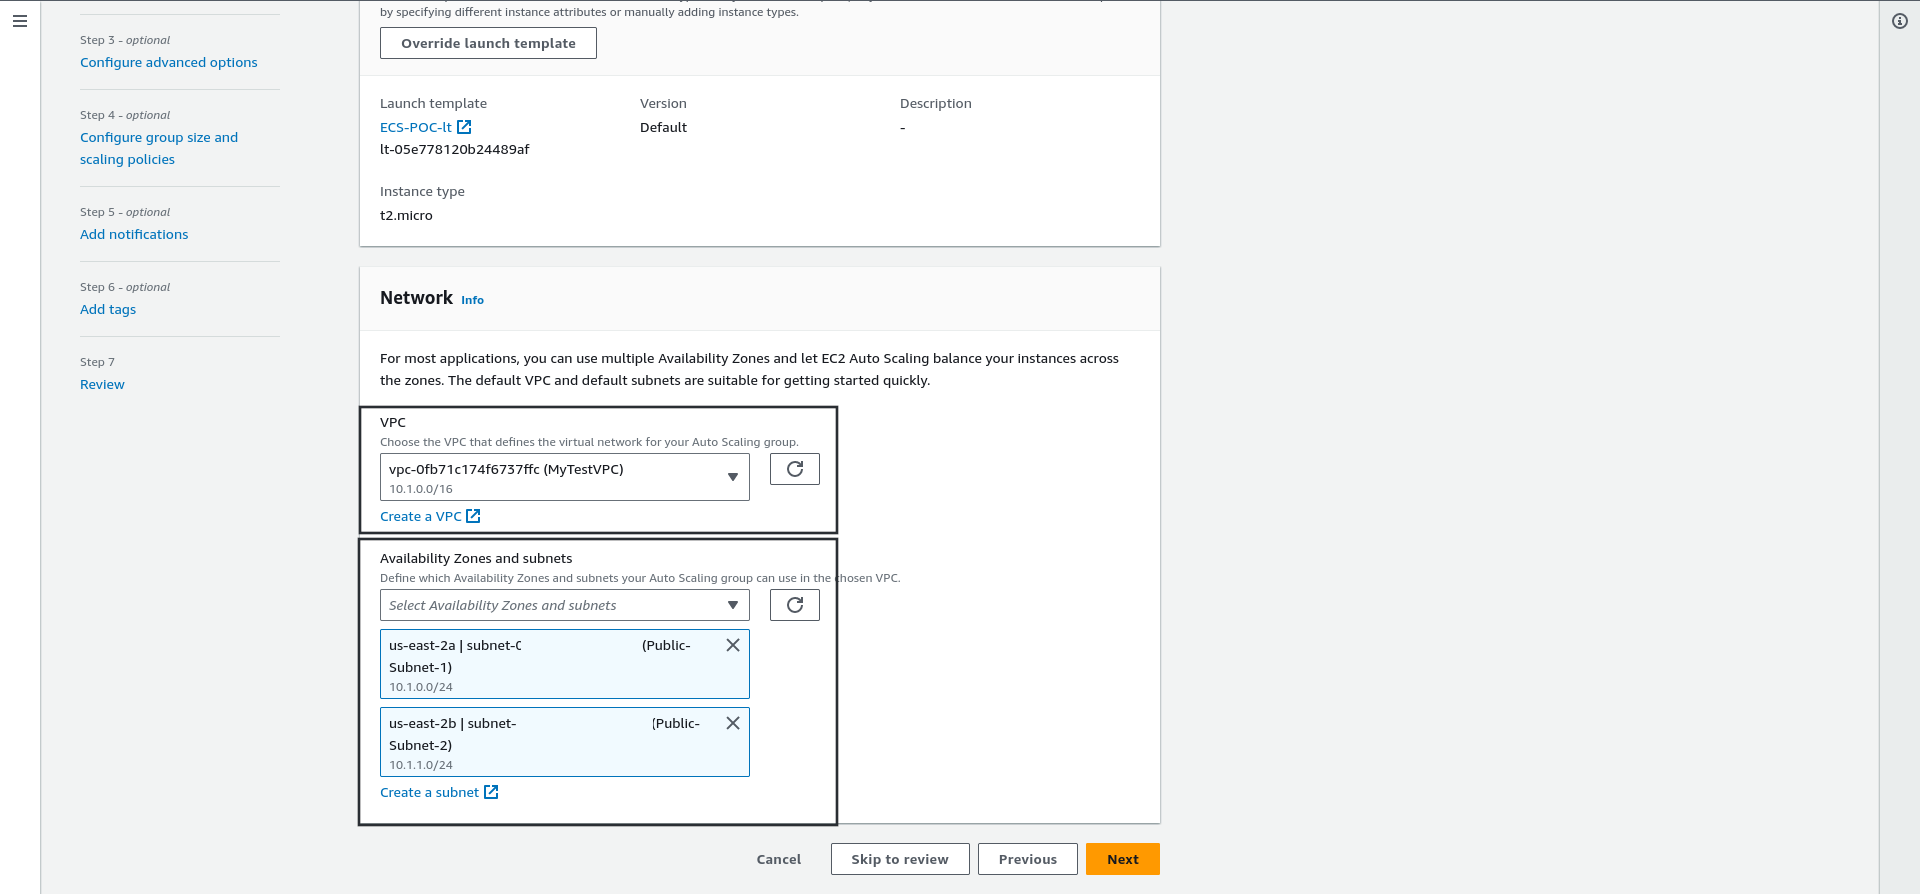 Step 3 - optional
Configure advanced options
Step 4 - optional
Configure group size and
scaling policies
Step 5 - optional
Add notifications
Step 6 - optional
Add tags
Step 7
Review
by specifying different instance attributes or manually adding instance types.
Override launch template
Launch template
ECS-POC-lt
lt-05e778120b24489af
Version
Default
Description
-
Instance type
t2.micro
Network Info
For most applications, you can use multiple Availability Zones and let EC2 Auto Scaling balance your instances across
the zones. The default VPC and default subnets are suitable for getting started quickly.
VPC
Choose the VPC that defines the virtual network for your Auto Scaling group.
vpc-0fb71c174f6737ffc (MyTestVPC)
10.1.0.0/16
Create a VPC
Availability Zones and subnets
Define which Availability Zones and subnets your Auto Scaling group can use in the chosen VPC.
Select Availability Zones and subnets
us-east-2a | subnet- (Public-
Subnet-1)
10.1.0.0/24
us-east-2b | subnet- (Public-
Subnet-2)
10.1.1.0/24
Create a subnet
Cancel
Skip to review
Previous
Next